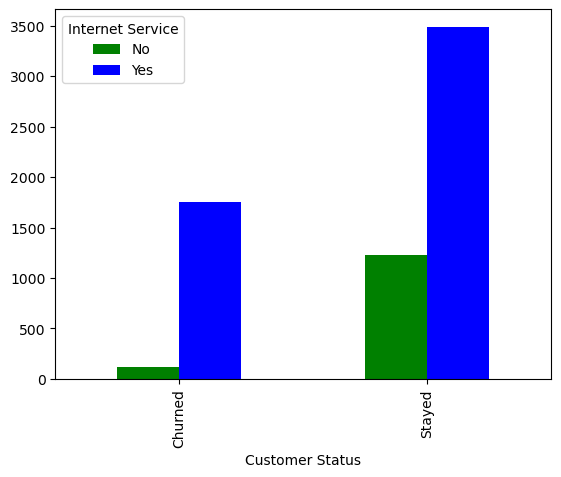 Internet Service
No
Yes
3500
3000
2500
2000
1500
1000
500
0
Churned
Stayed
Customer Status